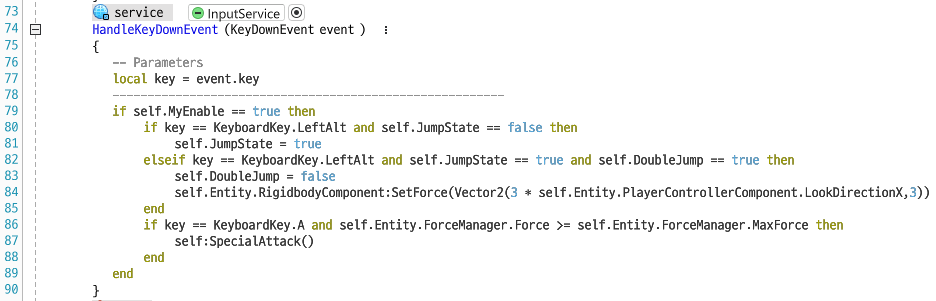 73 service InputService
74 HandleKeyDownEvent (KeyDownEvent event ) :
75 {
76 -- Parameters
77 local key = event.key
78 --------------------------------------------------------
79 if self.MyEnable == true then
80 if key == KeyboardKey.LeftAlt and self.JumpState == false then
81 self.JumpState = true
82 elseif key == KeyboardKey.LeftAlt and self.JumpState == true and self.DoubleJump == true then
83 self.DoubleJump = false
84 self.Entity.RigidbodyComponent:SetForce(Vector2(3 * self.Entity.PlayerControllerComponent.LookDirectionX,3))
85 end
86 if key == KeyboardKey.A and self.Entity.ForceManager.Force >= self.Entity.ForceManager.MaxForce then
87 self:SpecialAttack()
88 end
89 end
90 }